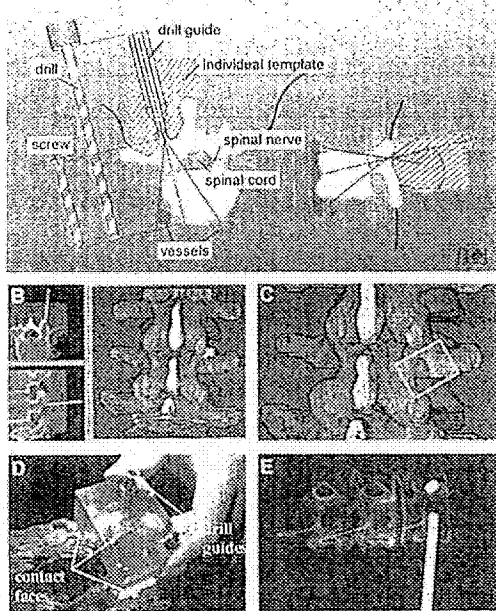 drill guide
drill
individual template
screw
spinal nerve
spinal cord
vessels
B
C
D
drill
guides
contact
faces
E